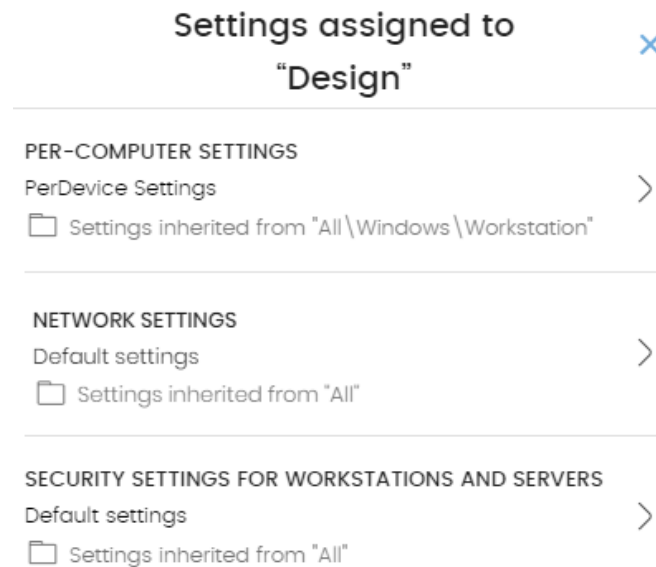 Settings assigned to
“Design”
PER-COMPUTER SETTINGS
PerDevice Settings
Settings inherited from "All\Windows\Workstation"
NETWORK SETTINGS
Default settings
Settings inherited from "All"
SECURITY SETTINGS FOR WORKSTATIONS AND SERVERS
Default settings
Settings inherited from "All"